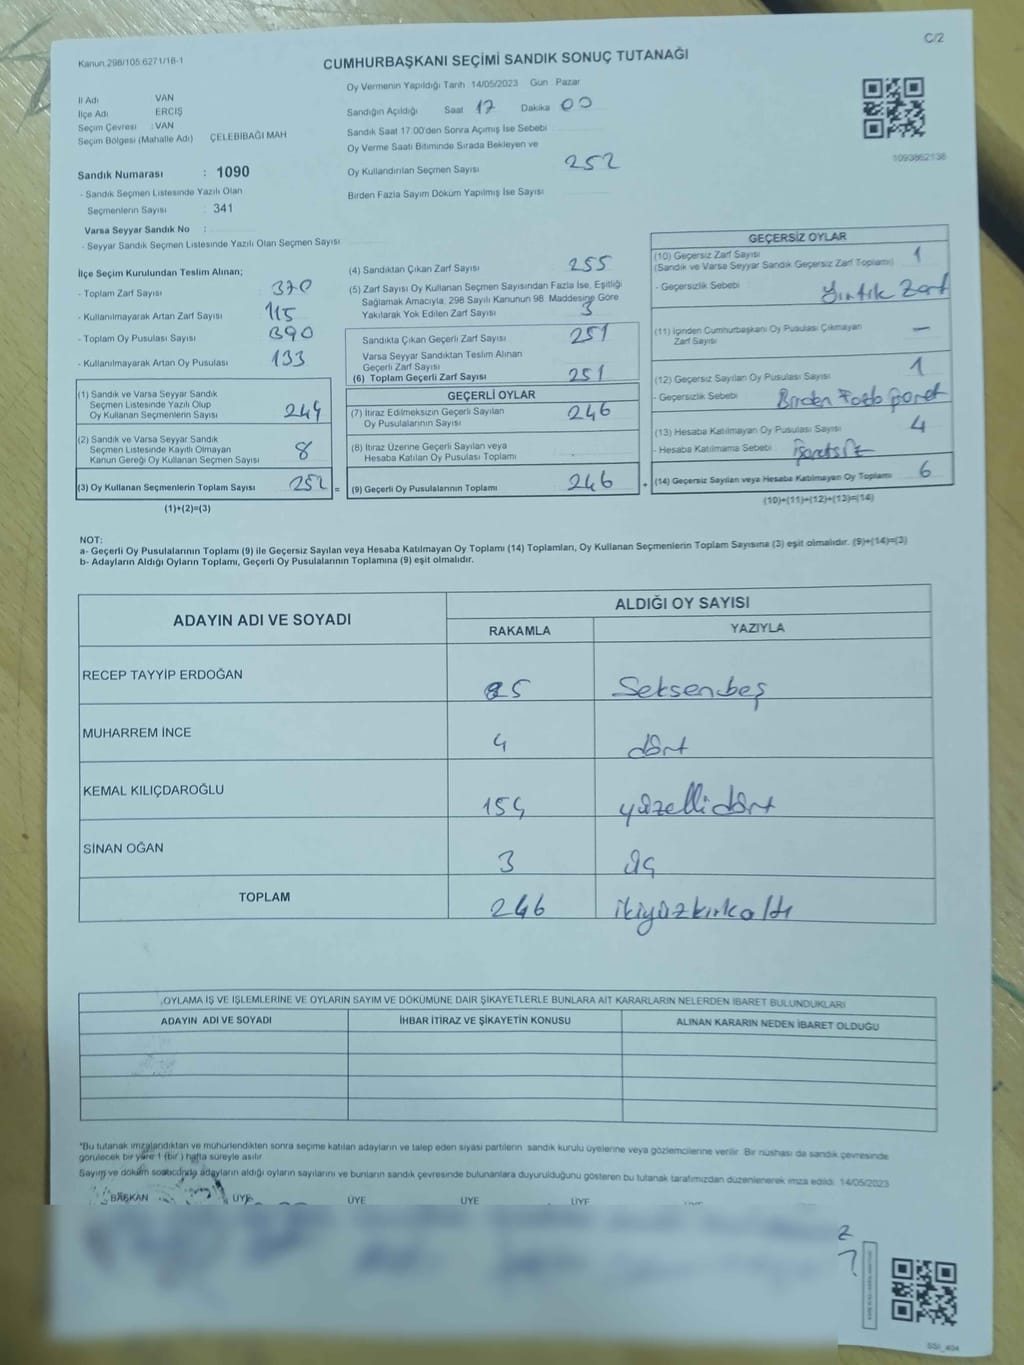 C/2
Kanun.298/105.6271/18-1
CUMHURBAŞKANI SEÇİMİ SANDIK SONUÇ TUTANAĞI
Oy Vermenin Yapıldığı Tarih 14/05/2023 Gün Pazar
İl Adı VAN
İlçe Adı ERCİŞ
Seçim Çevresi : VAN
Seçim Bölgesi (Mahalle Adı) ÇELEBİBAĞI MAH
Sandığın Açıldığı Saat 17 Dakika 00
Sandık Saat 17.00'den Sonra Açımış İse Sebebi
Oy Verme Saati Bitiminde Sırada Bekleyen ve
Oy Kullandırılan Seçmen Sayısı 252
Birden Fazla Sayım Döküm Yapılmış İse Sayısı
1093862138
Sandık Numarası : 1090
- Sandık Seçmen Listesinde Yazılı Olan
Seçmenlerin Sayısı : 341
Varsa Seyyar Sandık No :
- Seyyar Sandık Seçmen Listesinde Yazılı Olan Seçmen Sayısı
İlçe Seçim Kurulundan Teslim Alınan;
- Toplam Zarf Sayısı : 370
- Kullanılmayarak Artan Zarf Sayısı : 115
- Toplam Oy Pusulası Sayısı : 390
- Kullanılmayarak Artan Oy Pusulası : 133
(1) Sandık ve Varsa Seyyar Sandık
Seçmen Listesinde Yazılı Olup
Oy Kullanan Seçmenlerin Sayısı 244
(2) Sandık ve Varsa Seyyar Sandık
Seçmen Listesinde Kayıtlı Olmayan
Kanun Gereği Oy Kullanan Seçmen Sayısı 8
(3) Oy Kullanan Seçmenlerin Toplam Sayısı 252 =
(1)+(2)=(3)
(4) Sandıktan Çıkan Zarf Sayısı 255
(5) Zarf Sayısı Oy Kullanan Seçmen Sayısından Fazla İse, Eşitliği
Sağlamak Amacıyla, 298 Sayılı Kanunun 98. Maddesine Göre
Yakılarak Yok Edilen Zarf Sayısı 3
Sandıkta Çıkan Geçerli Zarf Sayısı 251
Varsa Seyyar Sandıktan Teslim Alınan
Geçerli Zarf Sayısı
(6) Toplam Geçerli Zarf Sayısı 251
GEÇERLİ OYLAR
(7) İtiraz Edilmeksizin Geçerli Sayılan
Oy Pusulalarının Sayısı 246
(8) İtiraz Üzerine Geçerli Sayılan veya
Hesaba Katılan Oy Pusulası Toplamı
(9) Geçerli Oy Pusulalarının Toplamı 246 +
GEÇERSİZ OYLAR
(10) Geçersiz Zarf Sayısı
(Sandık ve Varsa Seyyar Sandık Geçersiz Zarf Toplamı) 1
- Geçersizlik Sebebi Yırtık Zarf
(11) İçinden Cumhurbaşkanı Oy Pusulası Çıkmayan
Zarf Sayısı —
(12) Geçersiz Sayılan Oy Pusulası Sayısı 1
- Geçersizlik Sebebi Birden Fazla
(13) Hesaba Katılmayan Oy Pusulası Sayısı 4
- Hesaba Katılmama Sebebi İşaretsiz
(14) Geçersiz Sayılan veya Hesaba Katılmayan Oy Toplamı 6
(10)+(11)+(12)+(13)=(14)
NOT:
a- Geçerli Oy Pusulalarının Toplamı (9) ile Geçersiz Sayılan veya Hesaba Katılmayan Oy Toplamı (14) Toplamları, Oy Kullanan Seçmenlerin Toplam Sayısına (3) eşit olmalıdır. (9)+(14)=(3)
b- Adayların Aldığı Oyların Toplamı, Geçerli Oy Pusulalarının Toplamına (9) eşit olmalıdır.
ADAYIN ADI VE SOYADI
ALDIĞI OY SAYISI
RAKAMLA YAZIYLA
RECEP TAYYİP ERDOĞAN 85 Seksenbeş
MUHARREM İNCE 4 dört
KEMAL KILIÇDAROĞLU 154 yüzellidört
SİNAN OĞAN 3 üç
TOPLAM 246 ikiyüzkırkaltı
OYLAMA İŞ VE İŞLEMLERİNE VE OYLARIN SAYIM VE DÖKÜMÜNE DAİR ŞİKAYETLERLE BUNLARA AİT KARARLARIN NELERDEN İBARET BULUNDUKLARI
ADAYIN ADI VE SOYADI İHBAR İTİRAZ VE ŞİKAYETİN KONUSU ALINAN KARARIN NEDEN İBARET OLDUĞU
*Bu tutanak imzalandıktan ve mühürlendikten sonra seçime katılan adayların ve talep eden siyasi partilerin sandık kurulu üyelerine veya gözlemcilerine verilir. Bir nüshası da sandık çevresinde
görülecek bir yere 1 (bir ) hafta süreyle asılır.
Sayım ve döküm sonucunda adayların aldığı oyların sayılarını ve bunların sandık çevresinde bulunanlara duyurulduğunu gösteren bu tutanak tarafımızdan düzenlenerek imza edildi. 14/05/2023
BAŞKAN ÜYE ÜYE ÜYE ÜYE
SSI_404